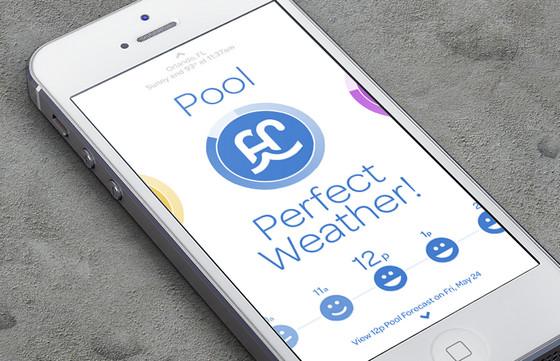 Orlando, FL
Sunny and 93° at 11:37am
Pool
Perfect
Weather!
11a
12p
1p
View 12p Pool Forecast on Fri, May 24